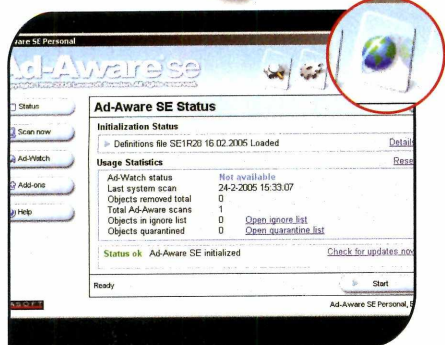 vare SE Personal
Ad-Aware se
Status
Ad-Aware SE Status
Initialization Status
Scan now
Definitions file SE1R28 16.02.2005 Loaded
Details
Ad-Watch
Usage Statistics
Rese
Ad-Watch status Not available
Last system scan 24-2-2005 15:33:07
Add-ons
Objects removed total 0
Total Ad-Aware scans 1
Help
Objects in ignore list 0 Open ignore list
Objects quarantined 0 Open quarantine list
Status ok Ad-Aware SE initialized
Check for updates now
Ready
Start
ASOFT
Ad-Aware SE Personal, B